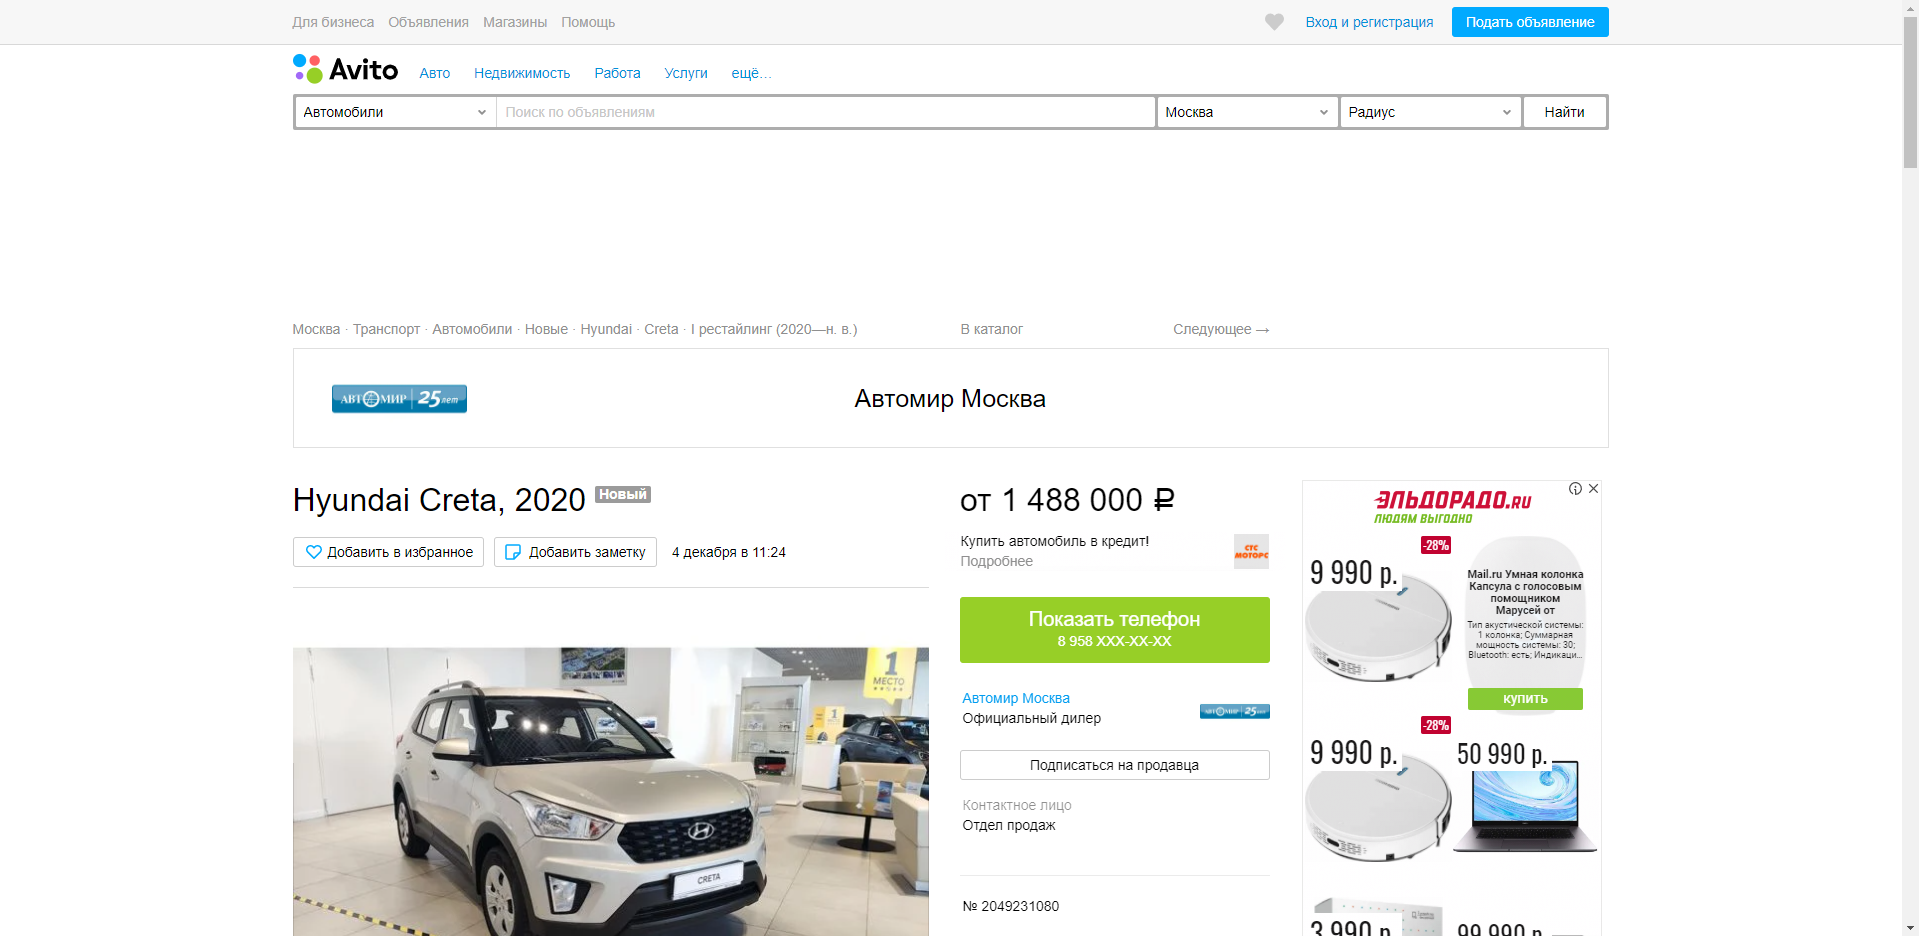 Для бизнеса Объявления Магазины Помощь
Вход и регистрация Подать объявление
Avito Авто Недвижимость Работа Услуги ещё...
Автомобили Поиск по объявлениям Москва Радиус Найти
Москва · Транспорт · Автомобили · Новые · Hyundai · Creta · I рестайлинг (2020—н. в.) В каталог Следующее →
АВТОМИР 25 лет
Автомир Москва
Hyundai Creta, 2020 Новый
Добавить в избранное Добавить заметку 4 декабря в 11:24
1
МЕСТО
1
CRETA
от 1 488 000 ₽
Купить автомобиль в кредит!
Подробнее
СТС
МОТОРС
Показать телефон
8 958 XXX-XX-XX
Автомир Москва
Официальный дилер
АВТОМИР 25 лет
Подписаться на продавца
Контактное лицо
Отдел продаж
№ 2049231080
ЭЛЬДОРАДО.RU
ЛЮДЯМ ВЫГОДНО
-28%
9 990 р.
Mail.ru Умная колонка
Капсула с голосовым
помощником
Марусей от
Тип акустической системы:
1 колонка; Суммарная
мощность системы: 30;
Bluetooth: есть; Индикаци...
купить
-28%
9 990 р.
50 990 р.
3 990 р.
99 990 р.